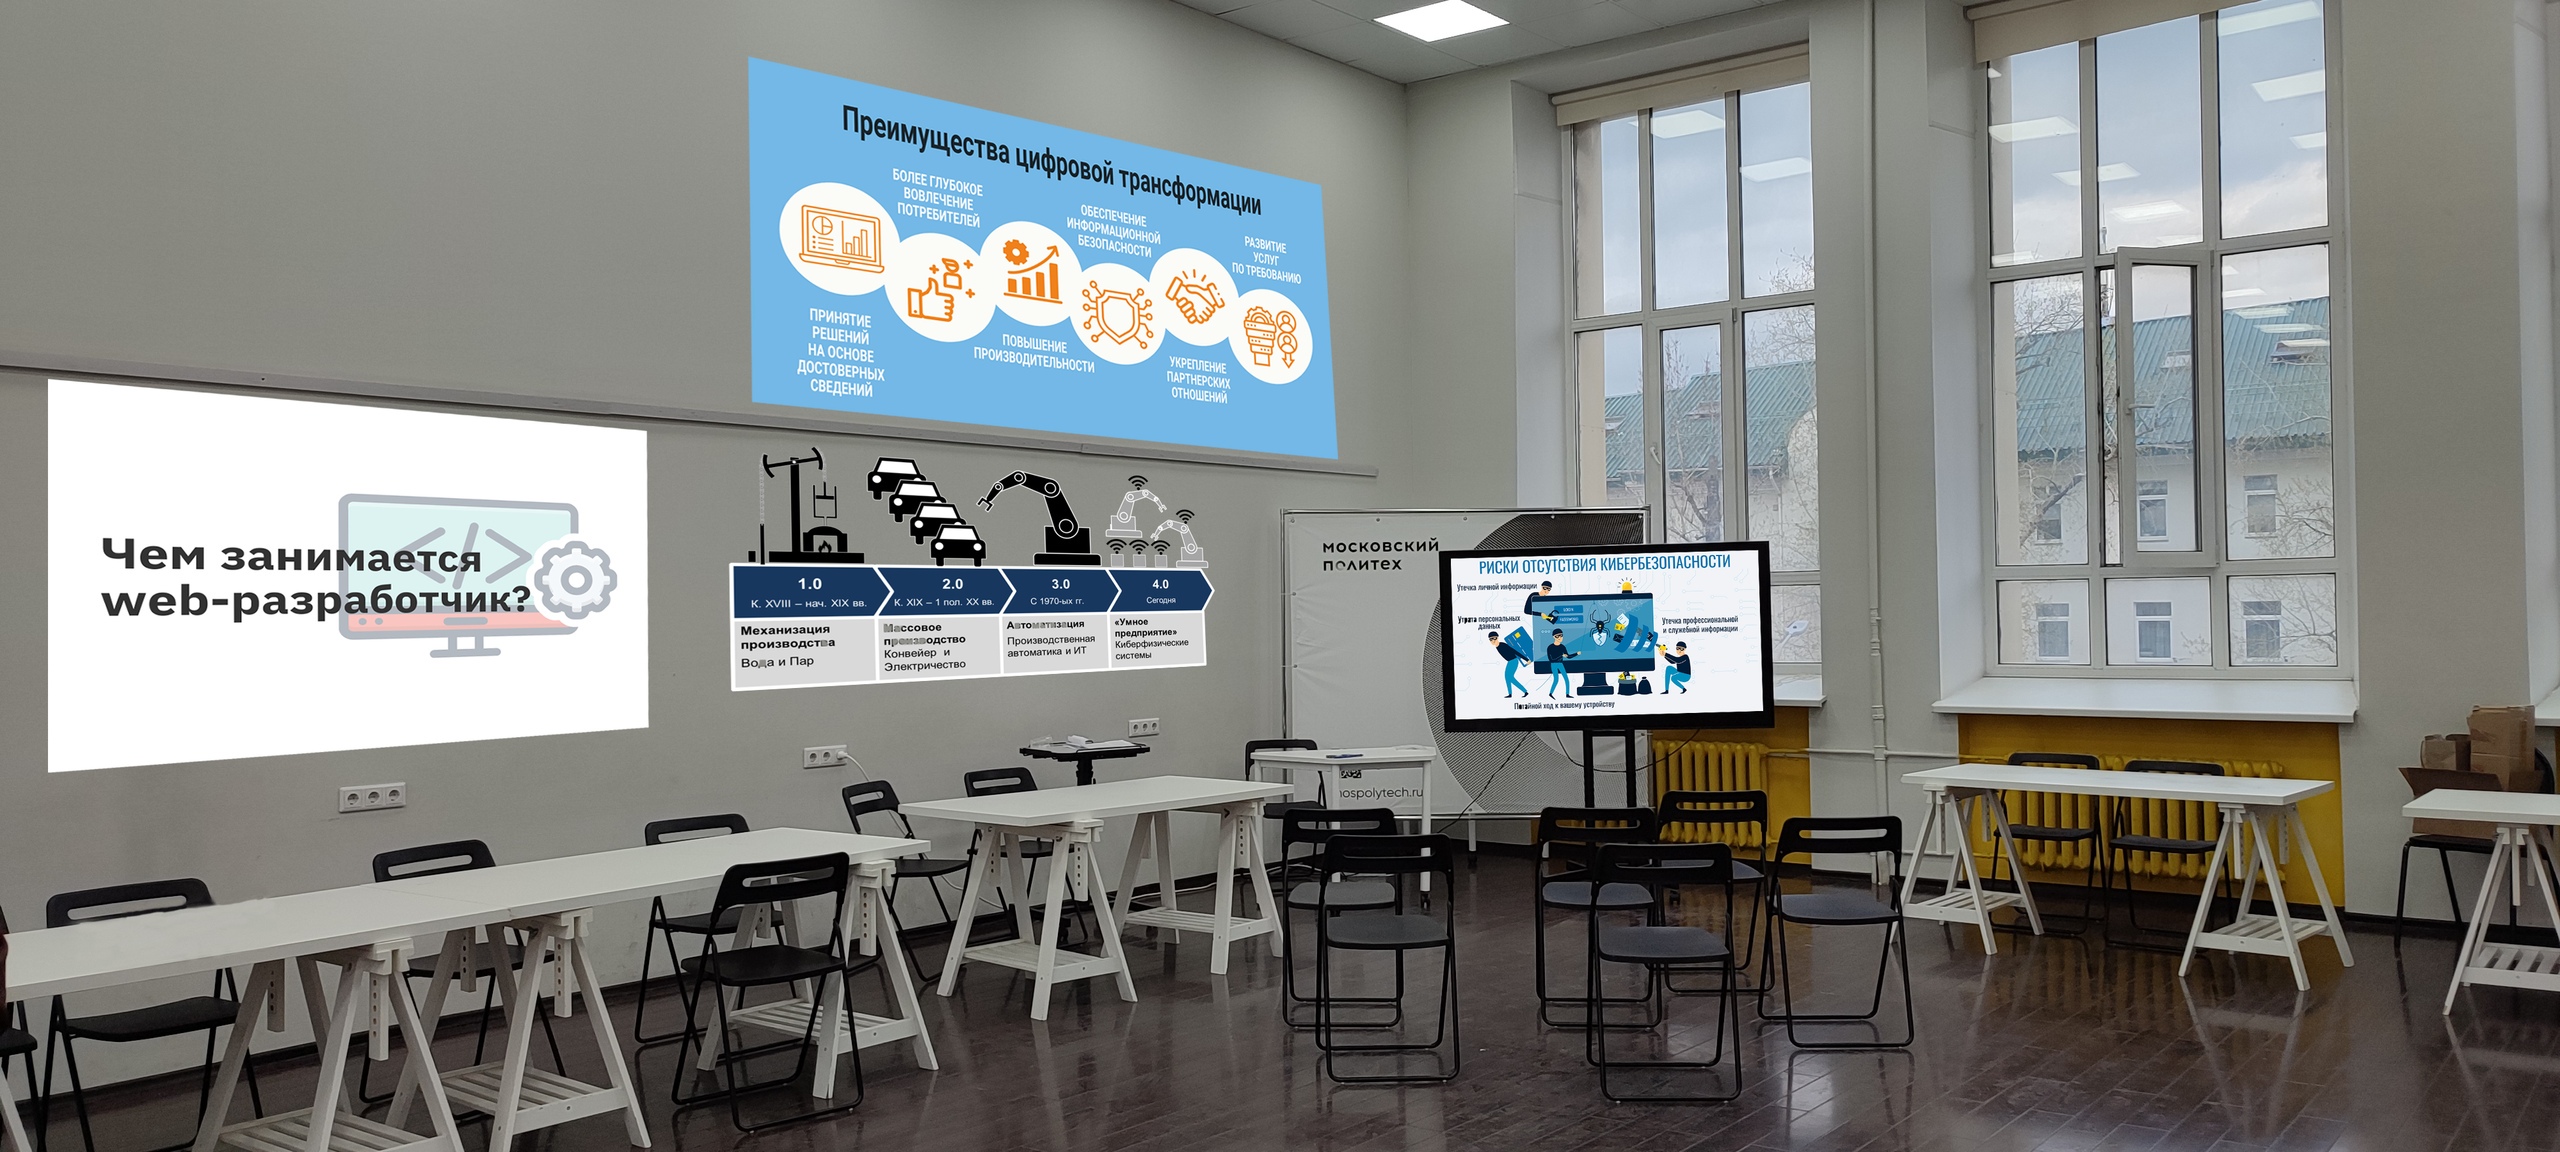 Преимущества цифровой трансформации
БОЛЕЕ ГЛУБОКОЕ
ВОВЛЕЧЕНИЕ
ПОТРЕБИТЕЛЕЙ
ОБЕСПЕЧЕНИЕ
ИНФОРМАЦИОННОЙ
БЕЗОПАСНОСТИ
РАЗВИТИЕ
УСЛУГ
ПО ТРЕБОВАНИЮ
ПРИНЯТИЕ
РЕШЕНИЙ
НА ОСНОВЕ
ДОСТОВЕРНЫХ
СВЕДЕНИЙ
ПОВЫШЕНИЕ
ПРОИЗВОДИТЕЛЬНОСТИ
УКРЕПЛЕНИЕ
ПАРТНЕРСКИХ
ОТНОШЕНИЙ
Чем занимается
web-разработчик?
1.0
К. XVIII – нач. XIX вв.
2.0
К. XIX – 1 пол. XX вв.
3.0
С 1970-ых гг.
4.0
Сегодня
Механизация
производства
Вода и Пар
Массовое
производство
Конвейер и
Электричество
Автоматизация
Производственная
автоматика и ИТ
«Умное
предприятие»
Киберфизические
системы
московский
политех
mospolytech.ru
РИСКИ ОТСУТСТВИЯ КИБЕРБЕЗОПАСНОСТИ
Утечка личной информации
Утрата персональных
данных
Утечка профессиональной
и служебной информации
Потайной ход к вашему устройству